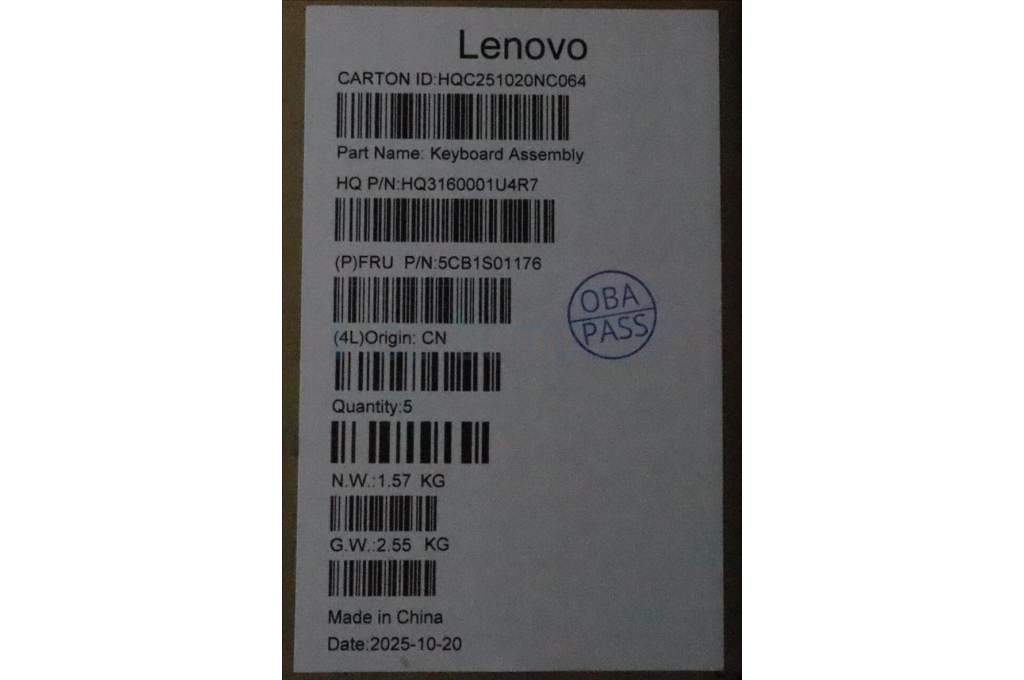 Lenovo
CARTON ID:HQC251020NC064
Part Name: Keyboard Assembly
HQ P/N:HQ3160001U4R7
(P)FRU P/N:5CB1S01176
(4L)Origin: CN
Quantity:5
N.W.:1.57 KG
G.W.:2.55 KG
Made in China
Date:2025-10-20
OBA
PASS